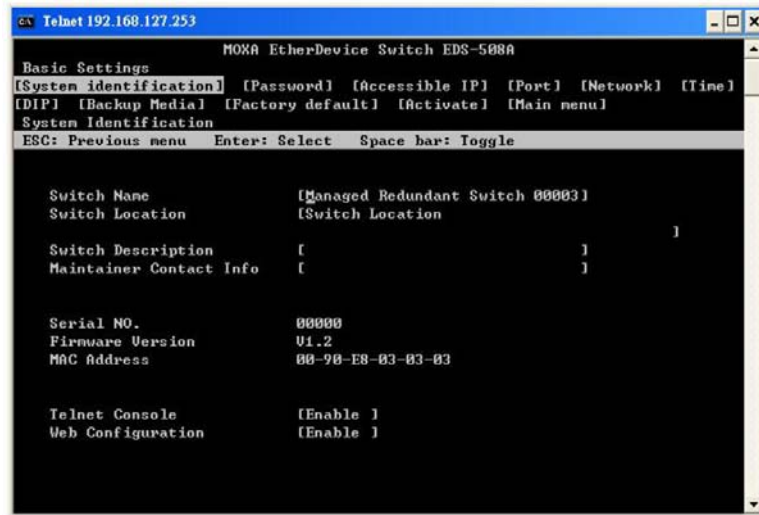 Telnet 192.168.127.253
MOXA EtherDevice Switch EDS-508A
Basic Settings
[System identification] [Password] [Accessible IP] [Port] [Network] [Time]
[DIP] [Backup Media] [Factory default] [Activate] [Main menu]
System Identification
ESC: Previous menu Enter: Select Space bar: Toggle
Switch Name [Managed Redundant Switch 00003]
Switch Location [Switch Location
]
Switch Description [ ]
Maintainer Contact Info [ ]
Serial NO. 00000
Firmware Version V1.2
MAC Address 00-90-E8-03-03-03
Telnet Console [Enable ]
Web Configuration [Enable ]